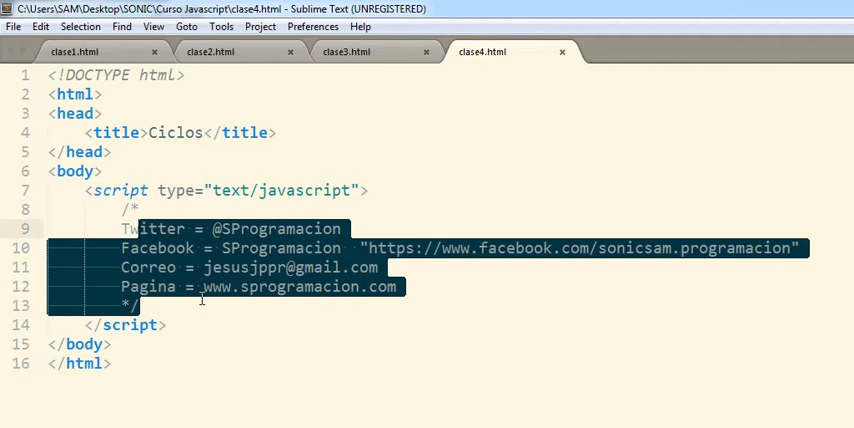 C:\Users\SAM\Desktop\SONIC\Curso Javascript\clase4.html - Sublime Text (UNREGISTERED)
File Edit Selection Find View Goto Tools Project Preferences Help
clase1.html × clase2.html × clase3.html × clase4.html ×
1 <!DOCTYPE html>
2 <html>
3 <head>
4 <title>Ciclos</title>
5 </head>
6 <body>
7 <script type="text/javascript">
8 /*
9 Twitter = @SProgramacion
10 Facebook = SProgramacion "https://www.facebook.com/sonicsam.programacion"
11 Correo = jesusjppr@gmail.com
12 Pagina = www.sprogramacion.com
13 */
14 </script>
15 </body>
16 </html>